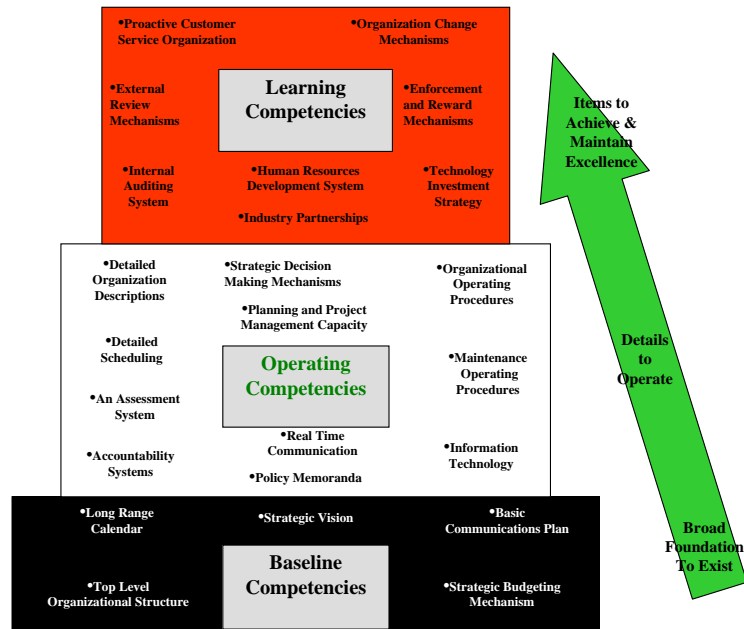 •Proactive Customer
Service Organization
•Organization Change
Mechanisms
•External
Review
Mechanisms
Learning
Competencies
•Enforcement
and Reward
Mechanisms
•Internal
Auditing
System
•Human Resources
Development System
•Technology
Investment
Strategy
•Industry Partnerships
•Detailed
Organization
Descriptions
•Strategic Decision
Making Mechanisms
•Organizational
Operating
Procedures
•Planning and Project
Management Capacity
•Detailed
Scheduling
Operating
Competencies
•Maintenance
Operating
Procedures
•An Assessment
System
•Real Time
Communication
•Accountability
Systems
•Information
Technology
•Policy Memoranda
•Long Range
Calendar
•Strategic Vision
•Basic
Communications Plan
Baseline
Competencies
•Top Level
Organizational Structure
•Strategic Budgeting
Mechanism
Items to
Achieve &
Maintain
Excellence
Details
to
Operate
Broad
Foundation
To Exist